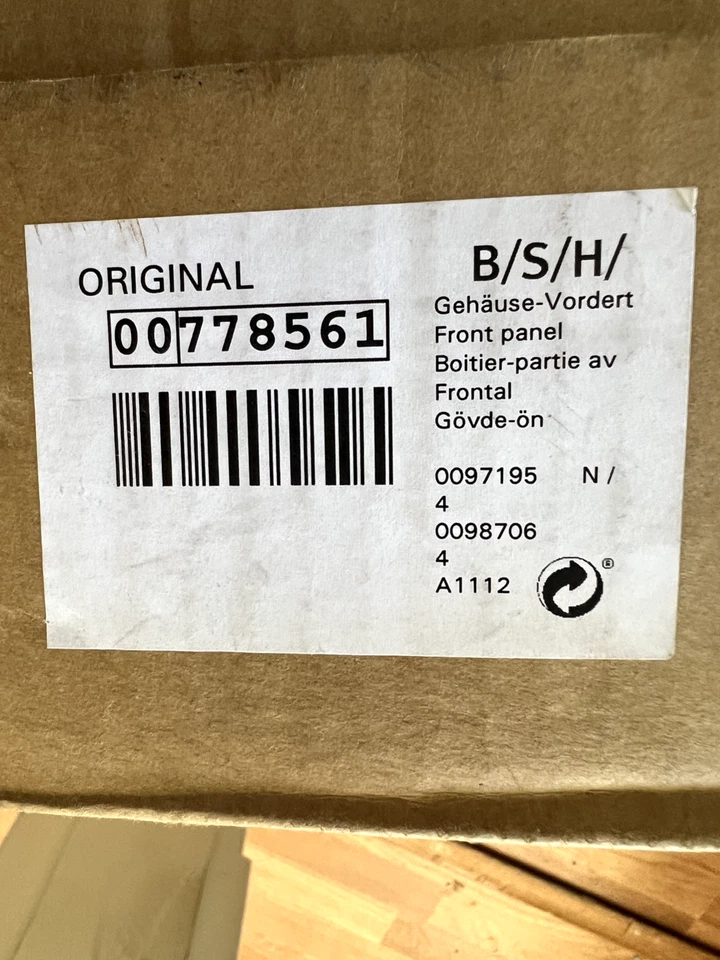 ORIGINAL
00778561
B/S/H/
Gehäuse-Vordert
Front panel
Boitier-partie av
Frontal
Gövde-ön
0097195 N /
4
0098706
4
A1112
®